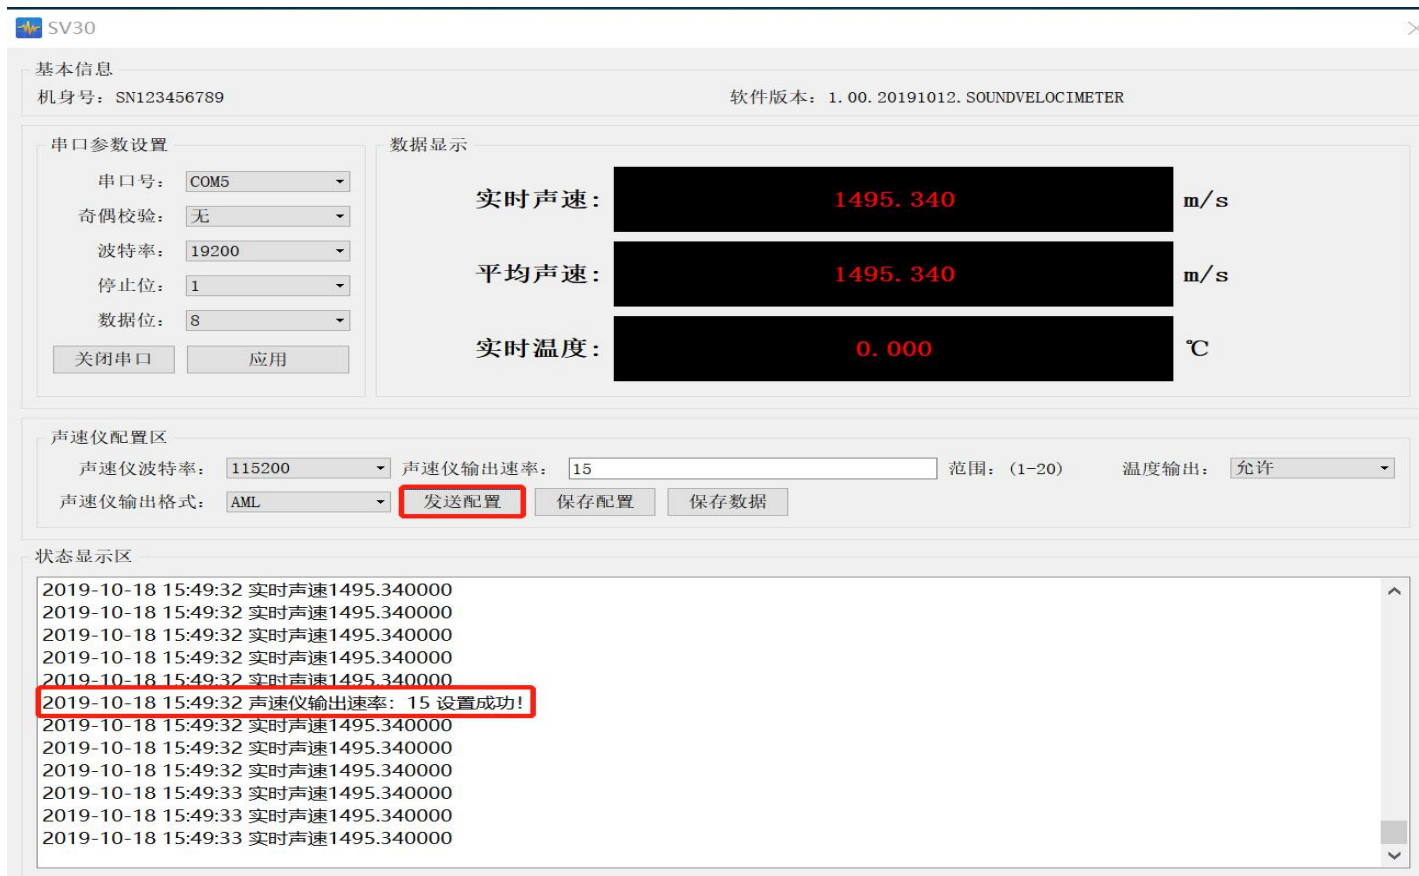 SV30
基本信息
机身号：SN123456789
软件版本：1.00.20191012.SOUNDVELOCIMETER
串口参数设置
串口号：COM5
奇偶校验：无
波特率：19200
停止位：1
数据位：8
关闭串口 应用
数据显示
实时声速：1495.340 m/s
平均声速：1495.340 m/s
实时温度：0.000 ℃
声速仪配置区
声速仪波特率：115200 声速仪输出速率：15 范围：(1-20) 温度输出：允许
声速仪输出格式：AML 发送配置 保存配置 保存数据
状态显示区
2019-10-18 15:49:32 实时声速1495.340000
2019-10-18 15:49:32 实时声速1495.340000
2019-10-18 15:49:32 实时声速1495.340000
2019-10-18 15:49:32 实时声速1495.340000
2019-10-18 15:49:32 实时声速1495.340000
2019-10-18 15:49:32 声速仪输出速率：15 设置成功！
2019-10-18 15:49:32 实时声速1495.340000
2019-10-18 15:49:32 实时声速1495.340000
2019-10-18 15:49:32 实时声速1495.340000
2019-10-18 15:49:33 实时声速1495.340000
2019-10-18 15:49:33 实时声速1495.340000
2019-10-18 15:49:33 实时声速1495.340000